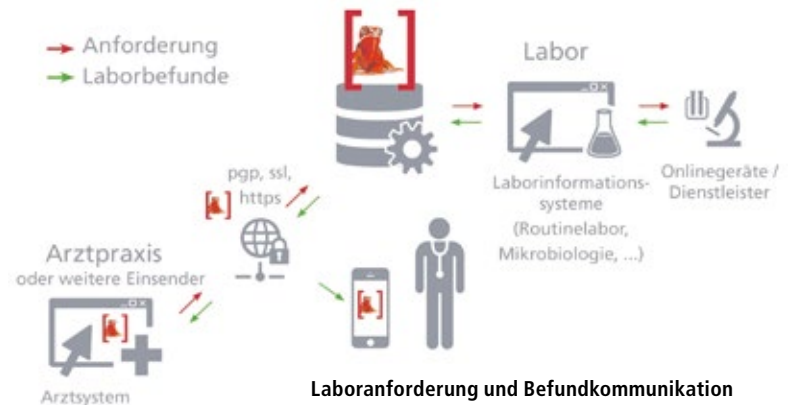 Anforderung
Laborbefunde
Labor
pgp, ssl,
https
Laborinformations-
systeme
(Routinelabor,
Mikrobiologie, ...)
Onlinegeräte /
Dienstleister
Arztpraxis
oder weitere Einsender
Arztsystem
Laboranforderung und Befundkommunikation